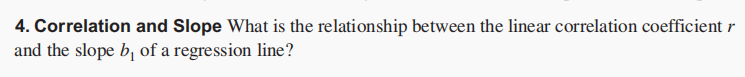 4. Correlation and Slope What is the relationship between the linear correlation coefficient r
and the slope b₁ of a regression line?